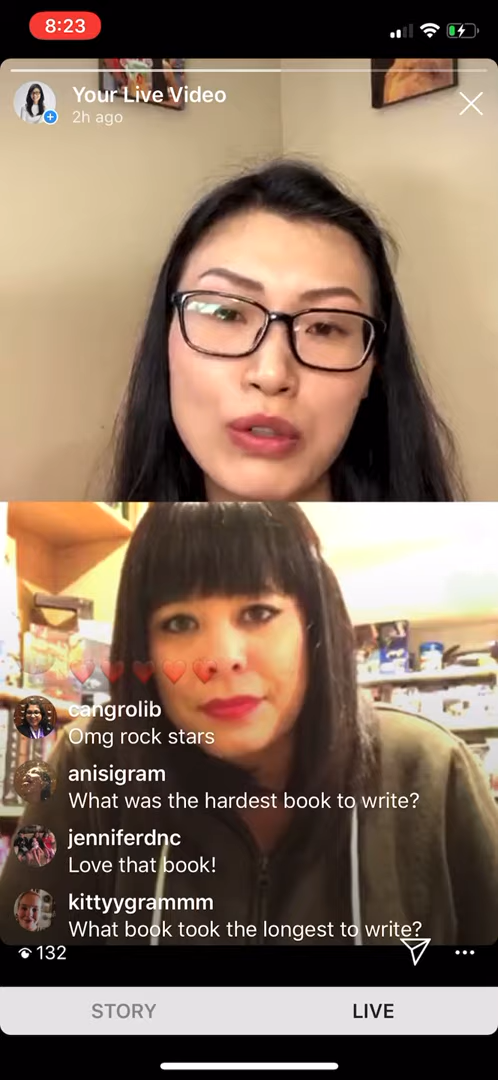 8:23
Your Live Video
2h ago
cangrolib
Omg rock stars
anisigram
What was the hardest book to write?
jenniferdnc
Love that book!
kittyygrammm
What book took the longest to write?
132
STORY
LIVE